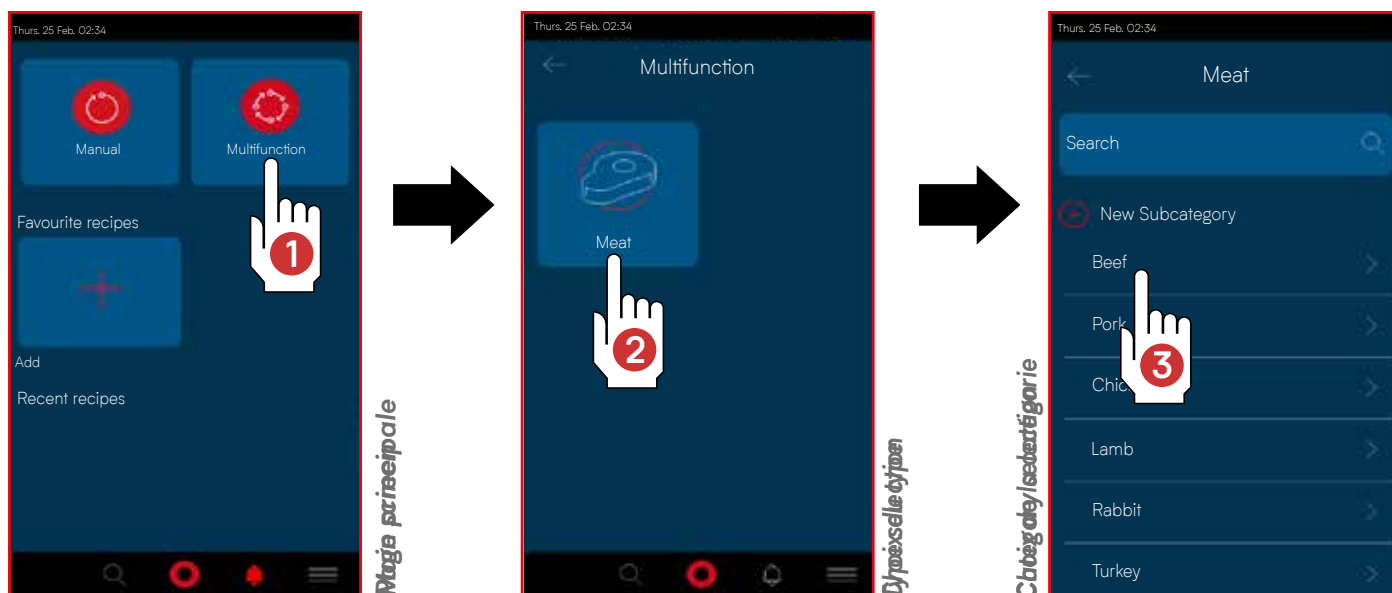 Thurs. 25 Feb. 02:34
Manual
Multifunction
1
Favourite recipes
Add
Recent recipes
Thurs. 25 Feb. 02:34
Multifunction
Meat
2
Thurs. 25 Feb. 02:34
Meat
Search
New Subcategory
Beef
Pork
3
Lamb
Rabbit
Turkey